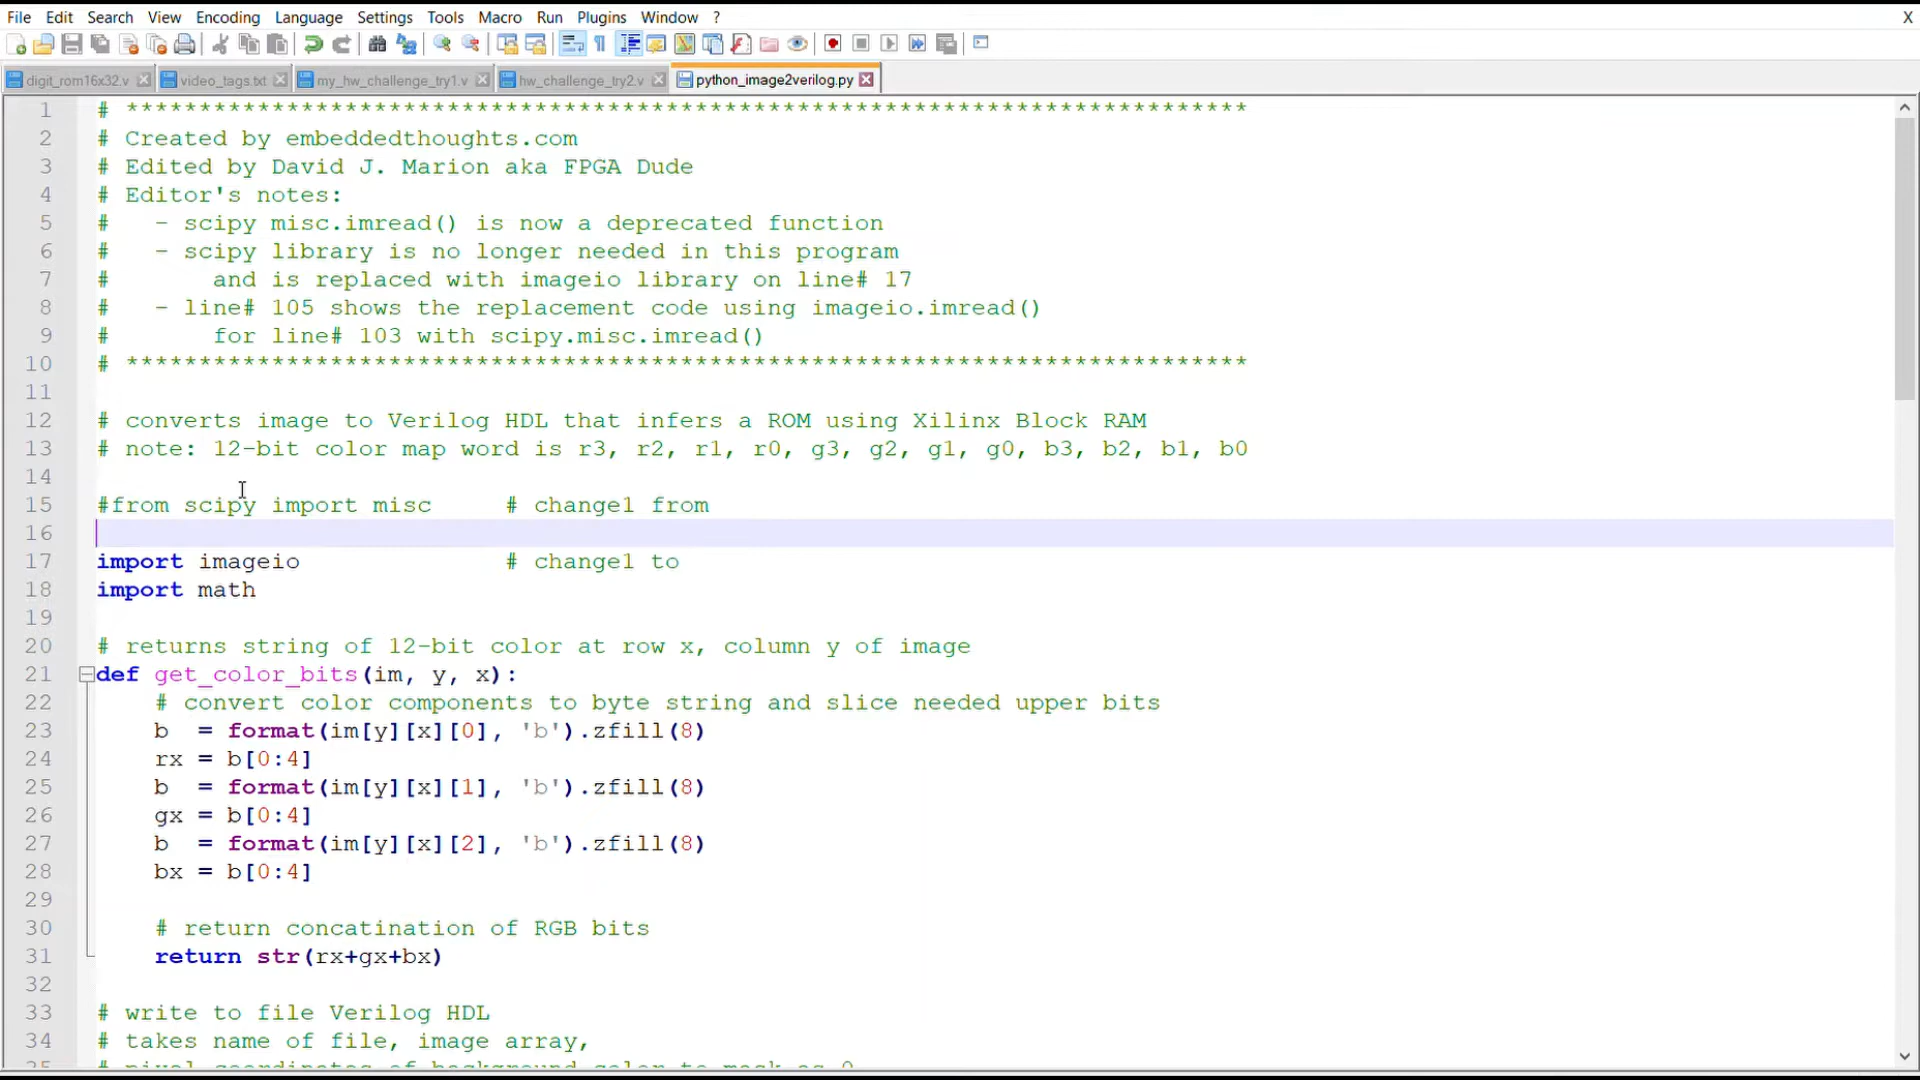 File Edit Search View Encoding Language Settings Tools Macro Run Plugins Window ? X
digit_rom16x32.v video_tags.txt my_hw_challenge_try1.v hw_challenge_try2.v python_image2verilog.py
1 # *****************************************************************************
2 # Created by embeddedthoughts.com
3 # Edited by David J. Marion aka FPGA Dude
4 # Editor's notes:
5 #   - scipy misc.imread() is now a deprecated function
6 #   - scipy library is no longer needed in this program
7 #       and is replaced with imageio library on line# 17
8 #   - line# 105 shows the replacement code using imageio.imread()
9 #       for line# 103 with scipy.misc.imread()
10 # *****************************************************************************
11
12 # converts image to Verilog HDL that infers a ROM using Xilinx Block RAM
13 # note: 12-bit color map word is r3, r2, r1, r0, g3, g2, g1, g0, b3, b2, b1, b0
14
15 #from scipy import misc     # change1 from
16
17 import imageio              # change1 to
18 import math
19
20 # returns string of 12-bit color at row x, column y of image
21 def get_color_bits(im, y, x):
22     # convert color components to byte string and slice needed upper bits
23     b  = format(im[y][x][0], 'b').zfill(8)
24     rx = b[0:4]
25     b  = format(im[y][x][1], 'b').zfill(8)
26     gx = b[0:4]
27     b  = format(im[y][x][2], 'b').zfill(8)
28     bx = b[0:4]
29
30     # return concatination of RGB bits
31     return str(rx+gx+bx)
32
33 # write to file Verilog HDL
34 # takes name of file, image array,
35 # pixel coordinates of background color to mask as 0